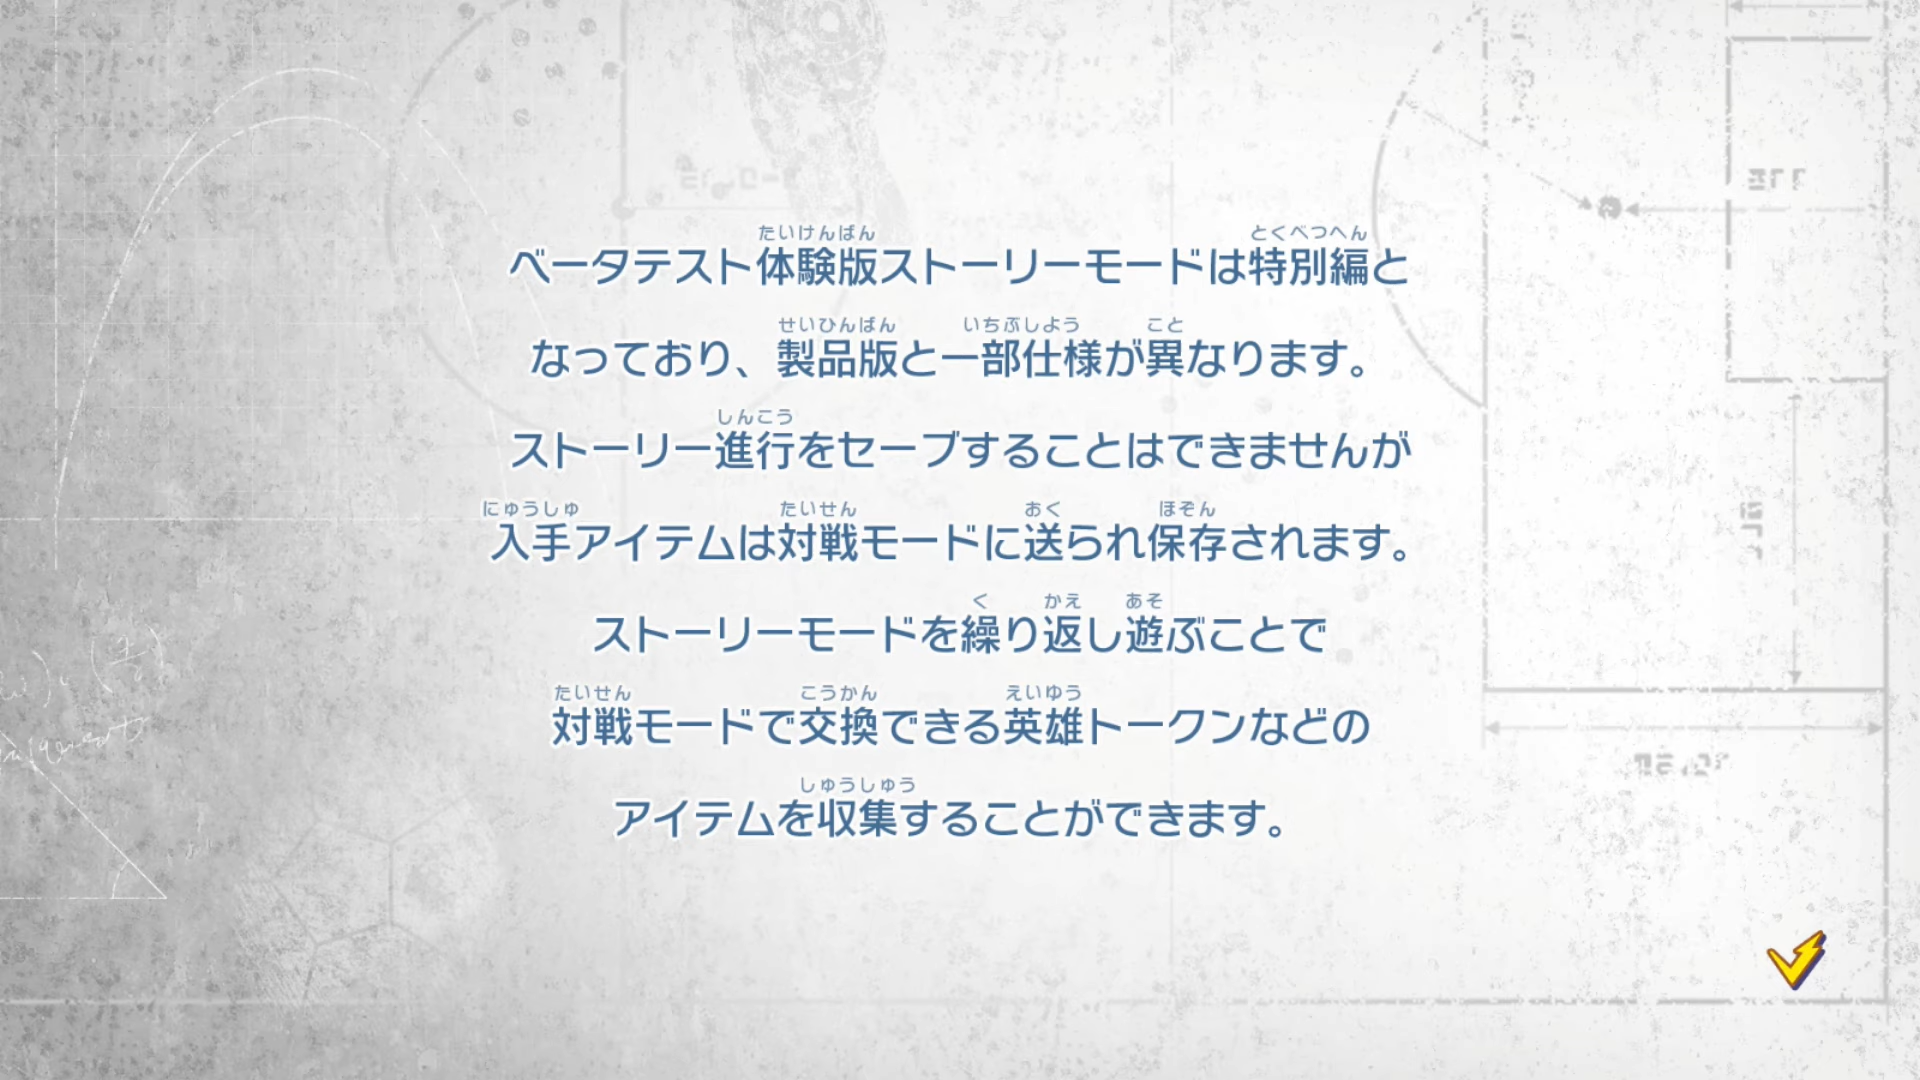 ベータテスト体験版ストーリーモードは特別編と
なっており、製品版と一部仕様が異なります。
ストーリー進行をセーブすることはできませんが
入手アイテムは対戦モードに送られ保存されます。
ストーリーモードを繰り返し遊ぶことで
対戦モードで交換できる英雄トークンなどの
アイテムを収集することができます。